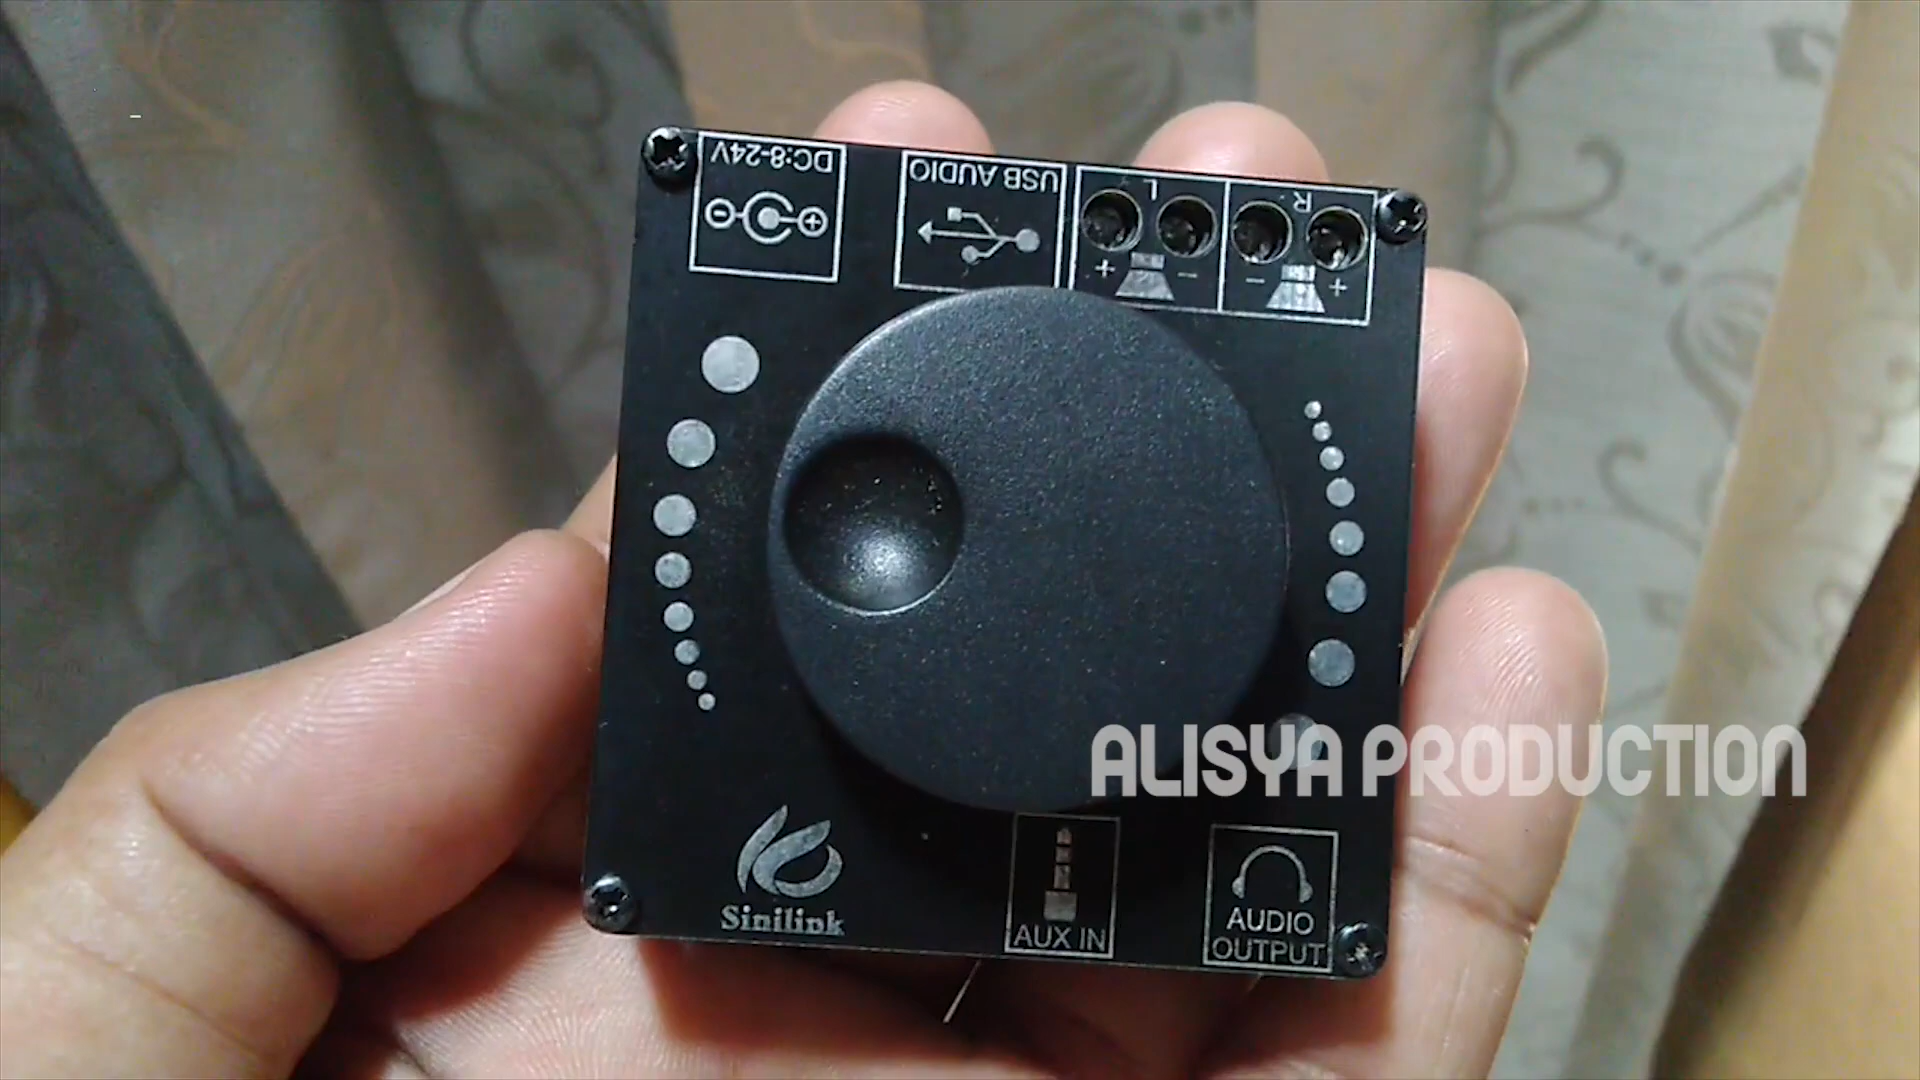 DC:8-24V
USB AUDIO
L
R
+ - - +
ALISYA PRODUCTION
Sinilink
AUX IN
AUDIO
OUTPUT